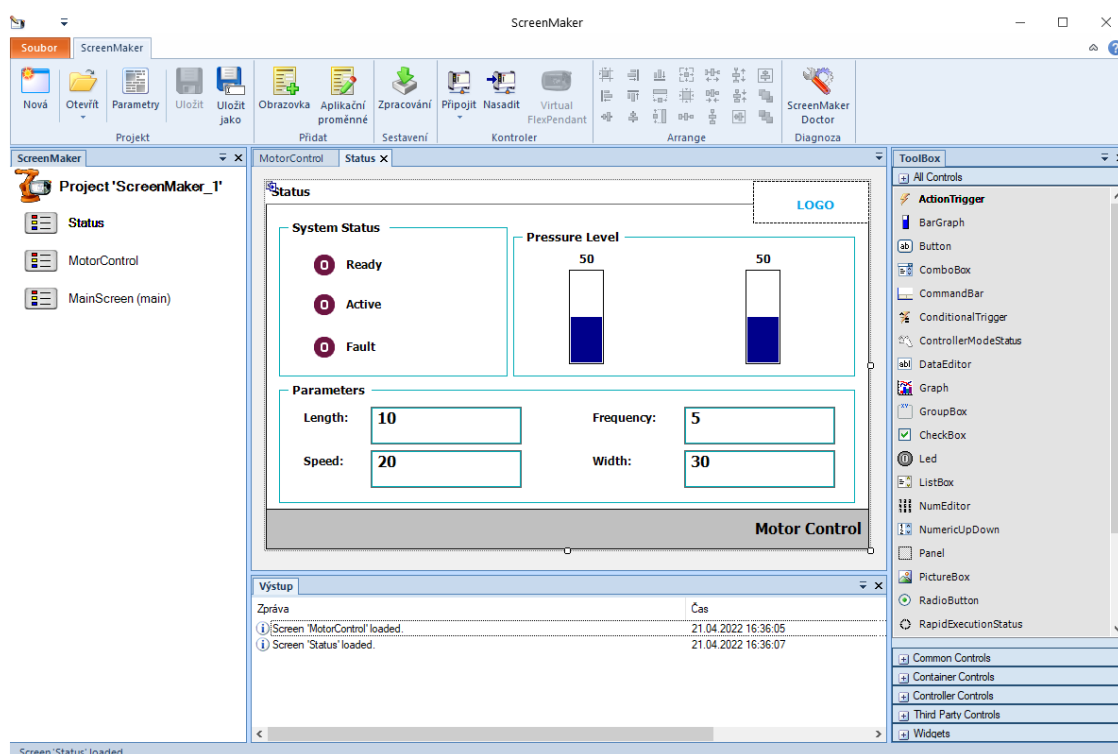 ScreenMaker
Soubor
ScreenMaker
Nová
Otevřít
Parametry
Uložit
Uložit jako
Projekt
Obrazovka
Aplikační proměnné
Přidat
Zpracování
Sestavení
Připojit
Nasadit
Virtual FlexPendant
Kontroler
Arrange
ScreenMaker Doctor
Diagnoza
ScreenMaker
Project 'ScreenMaker_1'
Status
MotorControl
MainScreen (main)
MotorControl
Status
Status
LOGO
System Status
Ready
Active
Fault
Pressure Level
50
50
Parameters
Length:
10
Frequency:
5
Speed:
20
Width:
30
Motor Control
Výstup
Zpráva
Čas
Screen 'MotorControl' loaded.
21.04.2022 16:36:05
Screen 'Status' loaded.
21.04.2022 16:36:07
ToolBox
All Controls
ActionTrigger
BarGraph
Button
ComboBox
CommandBar
ConditionalTrigger
ControllerModeStatus
DataEditor
Graph
GroupBox
CheckBox
Led
ListBox
NumEditor
NumericUpDown
Panel
PictureBox
RadioButton
RapidExecutionStatus
Common Controls
Container Controls
Controller Controls
Third Party Controls
Widgets
Screen 'Status' loaded